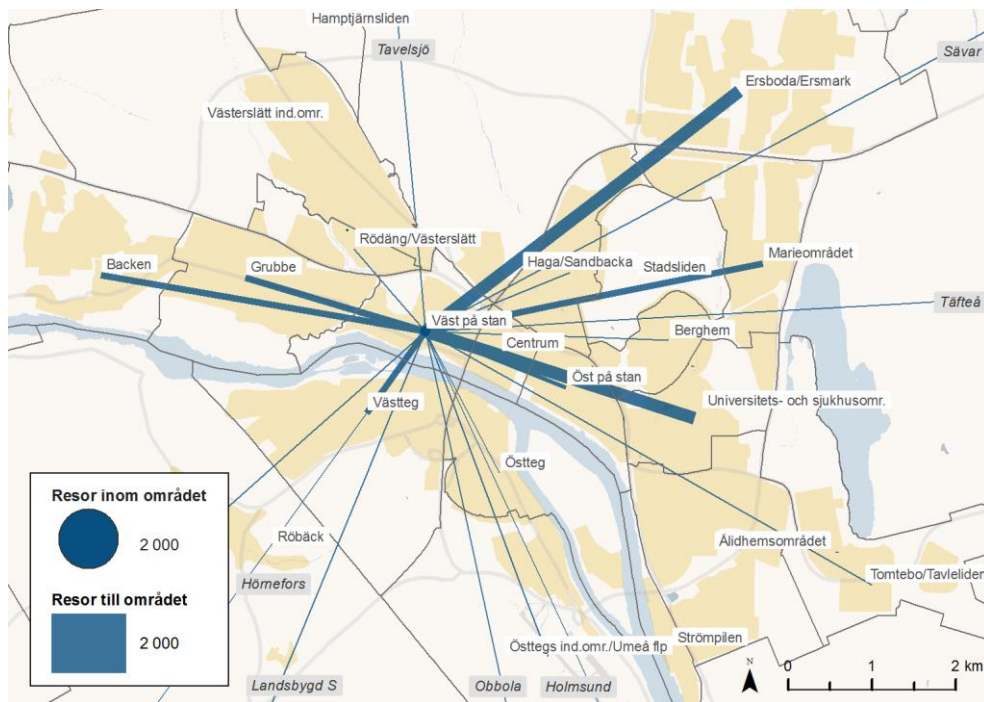 Hamptjärnsliden
Tavelsjö
Sävar
Ersboda/Ersmark
Västerslätt ind.omr.
Rödäng/Västerslätt
Haga/Sandbacka
Marieområdet
Backen
Grubbe
Stadsliden
Täfteå
Väst på stan
Berghem
Centrum
Öst på stan
Västteg
Universitets- och sjukhusomr.
Östteg
Resor inom området
2 000
Röbäck
Ålidhemsområdet
Hörnefors
Tomtebo/Tavleliden
Resor till området
2 000
Östtegs ind.omr./Umeå flp
Strömpilen
N
0 1 2 km
Landsbygd S
Obbola
Holmsund